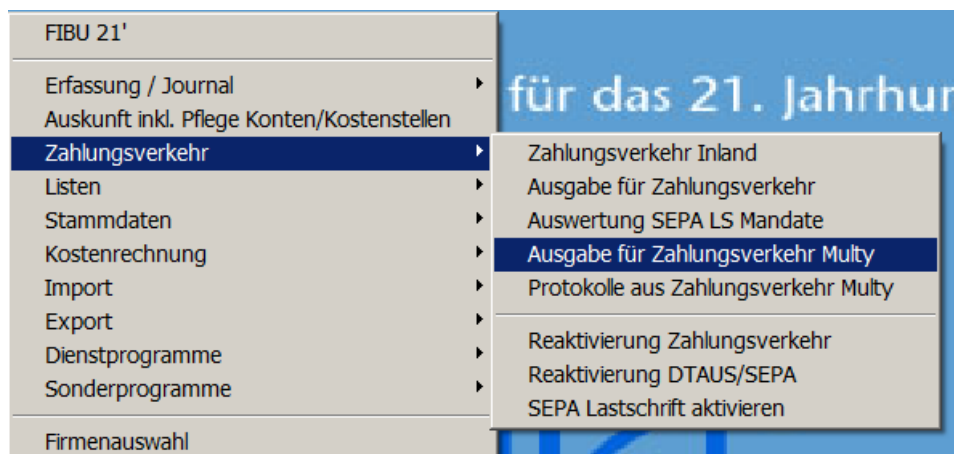 FIBU 21'
Erfassung / Journal
Auskunft inkl. Pflege Konten/Kostenstellen
Zahlungsverkehr
Listen
Stammdaten
Kostenrechnung
Import
Export
Dienstprogramme
Sonderprogramme
Firmenauswahl
für das 21. Jahrhun
Zahlungsverkehr Inland
Ausgabe für Zahlungsverkehr
Auswertung SEPA LS Mandate
Ausgabe für Zahlungsverkehr Multy
Protokolle aus Zahlungsverkehr Multy
Reaktivierung Zahlungsverkehr
Reaktivierung DTAUS/SEPA
SEPA Lastschrift aktivieren